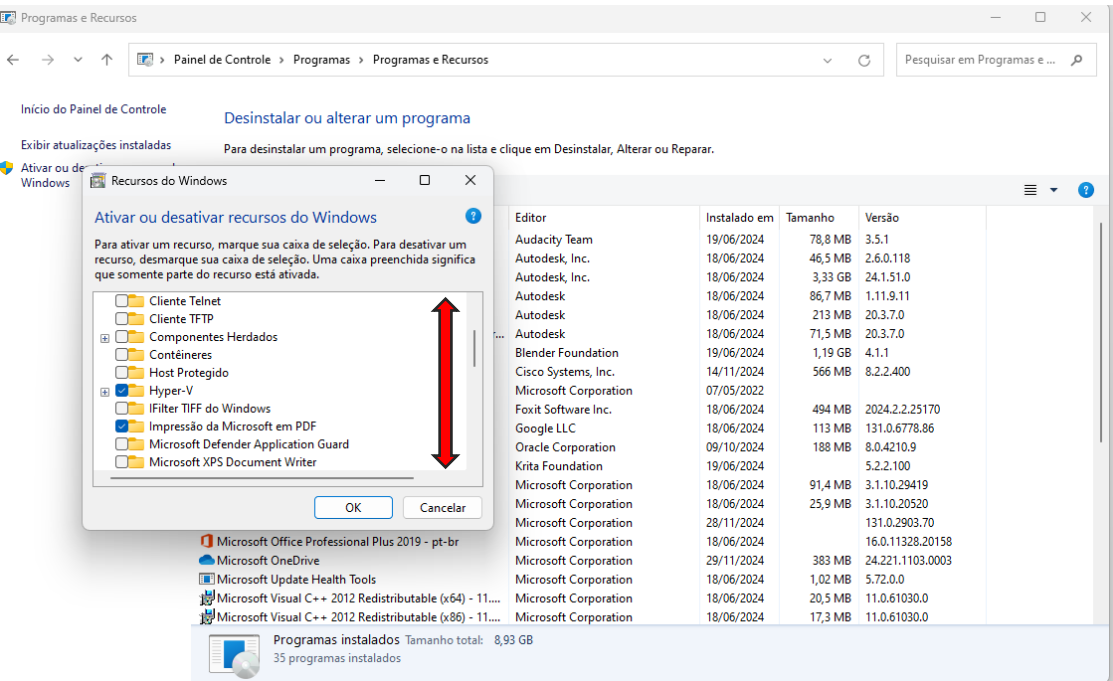 Programas e Recursos
Painel de Controle > Programas > Programas e Recursos
Pesquisar em Programas e ...
Início do Painel de Controle
Exibir atualizações instaladas
Ativar ou
Windows
Desinstalar ou alterar um programa
Para desinstalar um programa, selecione-o na lista e clique em Desinstalar, Alterar ou Reparar.
Recursos do Windows
Ativar ou desativar recursos do Windows
Para ativar um recurso, marque sua caixa de seleção. Para desativar um
recurso, desmarque sua caixa de seleção. Uma caixa preenchida significa
que somente parte do recurso está ativada.
Cliente Telnet
Cliente TFTP
Componentes Herdados
Contêineres
Host Protegido
Hyper-V
IFilter TIFF do Windows
Impressão da Microsoft em PDF
Microsoft Defender Application Guard
Microsoft XPS Document Writer
OK Cancelar
Editor Instalado em Tamanho Versão
Audacity Team 19/06/2024 78,8 MB 3.5.1
Autodesk, Inc. 18/06/2024 46,5 MB 2.6.0.118
Autodesk, Inc. 18/06/2024 3,33 GB 24.1.51.0
Autodesk 18/06/2024 86,7 MB 1.11.9.11
Autodesk 18/06/2024 213 MB 20.3.7.0
Autodesk 18/06/2024 71,5 MB 20.3.7.0
Blender Foundation 19/06/2024 1,19 GB 4.1.1
Cisco Systems, Inc. 14/11/2024 566 MB 8.2.2.400
Microsoft Corporation 07/05/2022
Foxit Software Inc. 18/06/2024 494 MB 2024.2.2.25170
Google LLC 18/06/2024 113 MB 131.0.6778.86
Oracle Corporation 09/10/2024 188 MB 8.0.4210.9
Krita Foundation 19/06/2024 5.2.2.100
Microsoft Corporation 18/06/2024 91,4 MB 3.1.10.29419
Microsoft Corporation 18/06/2024 25,9 MB 3.1.10.20520
Microsoft Corporation 28/11/2024 131.0.2903.70
Microsoft Office Professional Plus 2019 - pt-br Microsoft Corporation 18/06/2024 16.0.11328.20158
Microsoft OneDrive Microsoft Corporation 29/11/2024 383 MB 24.221.1103.0003
Microsoft Update Health Tools Microsoft Corporation 18/06/2024 1,02 MB 5.72.0.0
Microsoft Visual C++ 2012 Redistributable (x64) - 11.... Microsoft Corporation 18/06/2024 20,5 MB 11.0.61030.0
Microsoft Visual C++ 2012 Redistributable (x86) - 11.... Microsoft Corporation 18/06/2024 17,3 MB 11.0.61030.0
Programas instalados Tamanho total: 8,93 GB
35 programas instalados